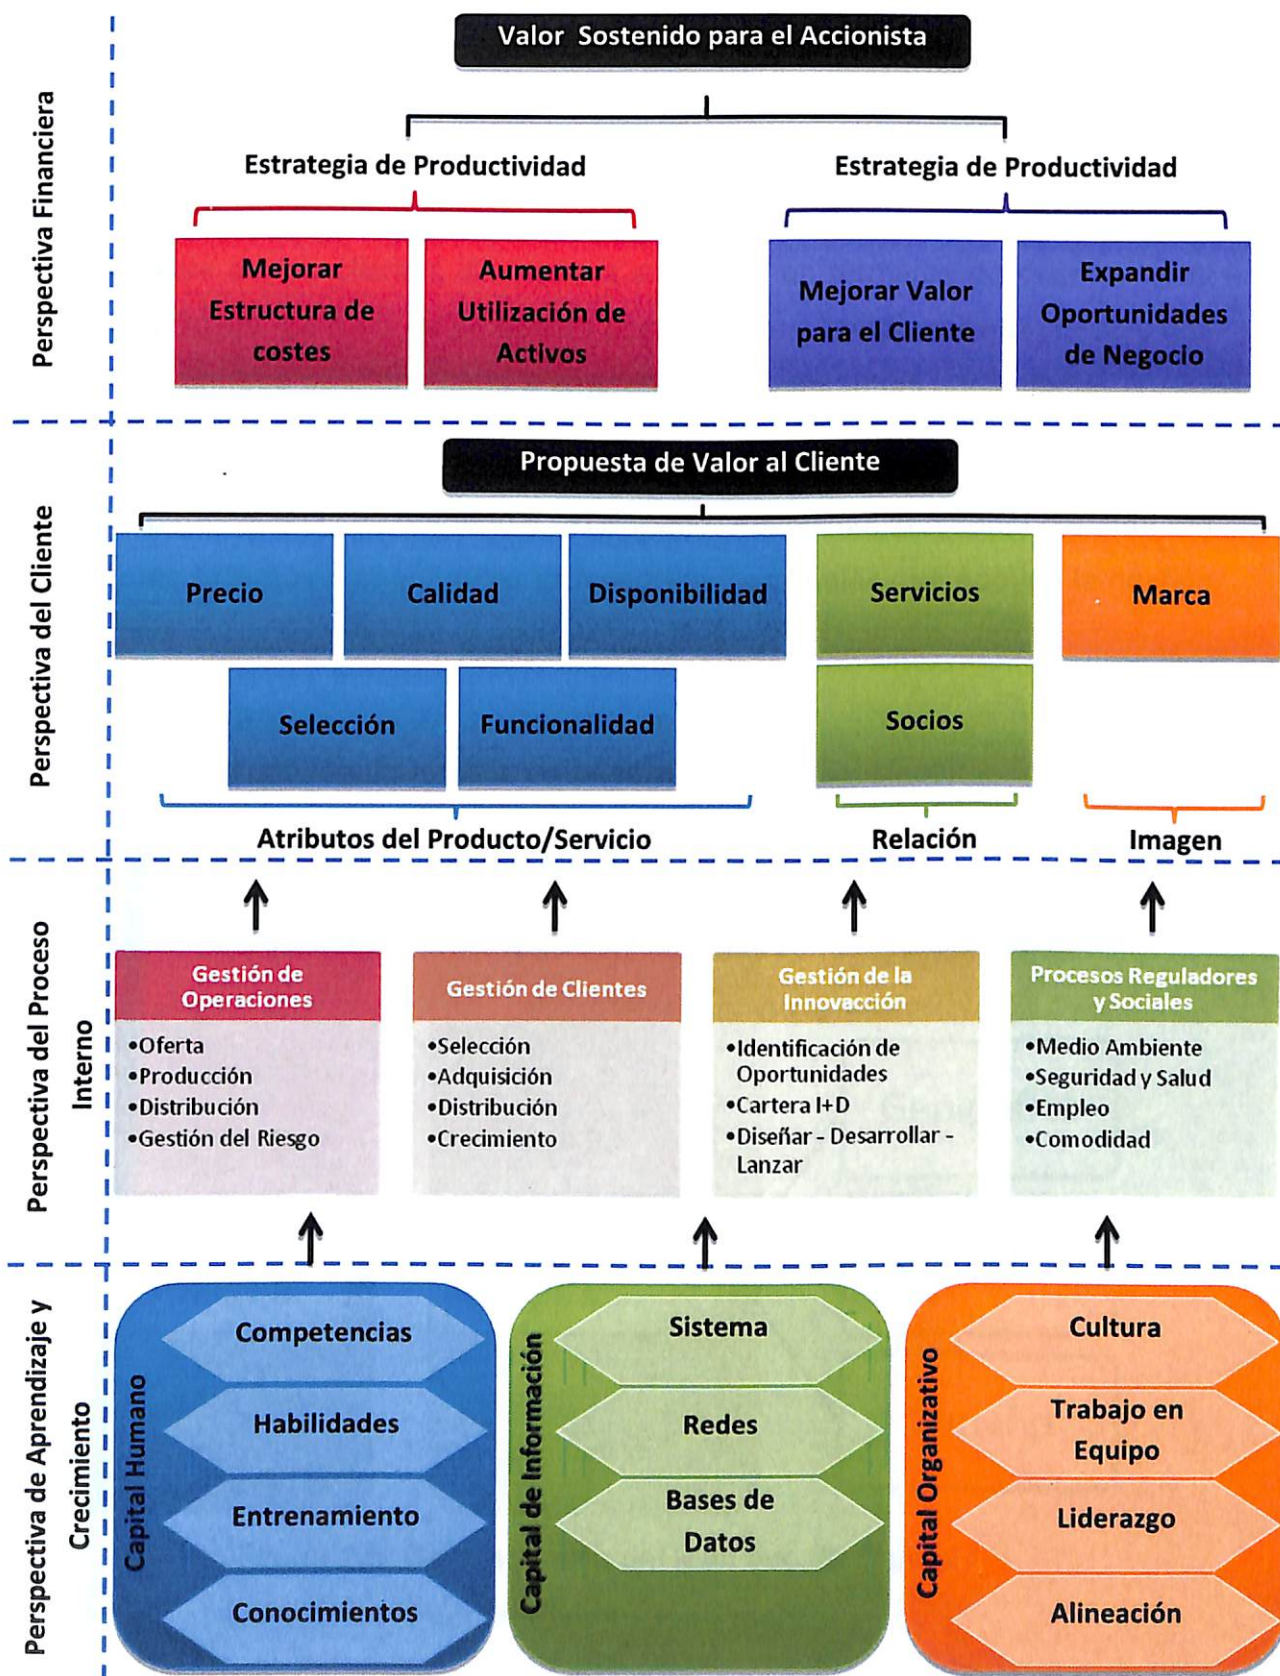 Perspectiva Financiera
Valor Sostenido para el Accionista
Estrategia de Productividad
Estrategia de Productividad
Mejorar
Estructura de
costes
Aumentar
Utilización de
Activos
Mejorar Valor
para el Cliente
Expandir
Oportunidades
de Negocio
Perspectiva del Cliente
Propuesta de Valor al Cliente
Precio
Calidad
Disponibilidad
Servicios
Marca
Selección
Funcionalidad
Socios
Atributos del Producto/Servicio
Relación
Imagen
Perspectiva del Proceso
Interno
Gestión de
Operaciones
•Oferta
•Producción
•Distribución
•Gestión del Riesgo
Gestión de Clientes
•Selección
•Adquisición
•Distribución
•Crecimiento
Gestión de la
Innovacción
•Identificación de
Oportunidades
•Cartera I+D
•Diseñar - Desarrollar -
Lanzar
Procesos Reguladores
y Sociales
•Medio Ambiente
•Seguridad y Salud
•Empleo
•Comodidad
Perspectiva de Aprendizaje y
Crecimiento
Capital Humano
Competencias
Habilidades
Entrenamiento
Conocimientos
Capital de Información
Sistema
Redes
Bases de
Datos
Capital Organizativo
Cultura
Trabajo en
Equipo
Liderazgo
Alineación